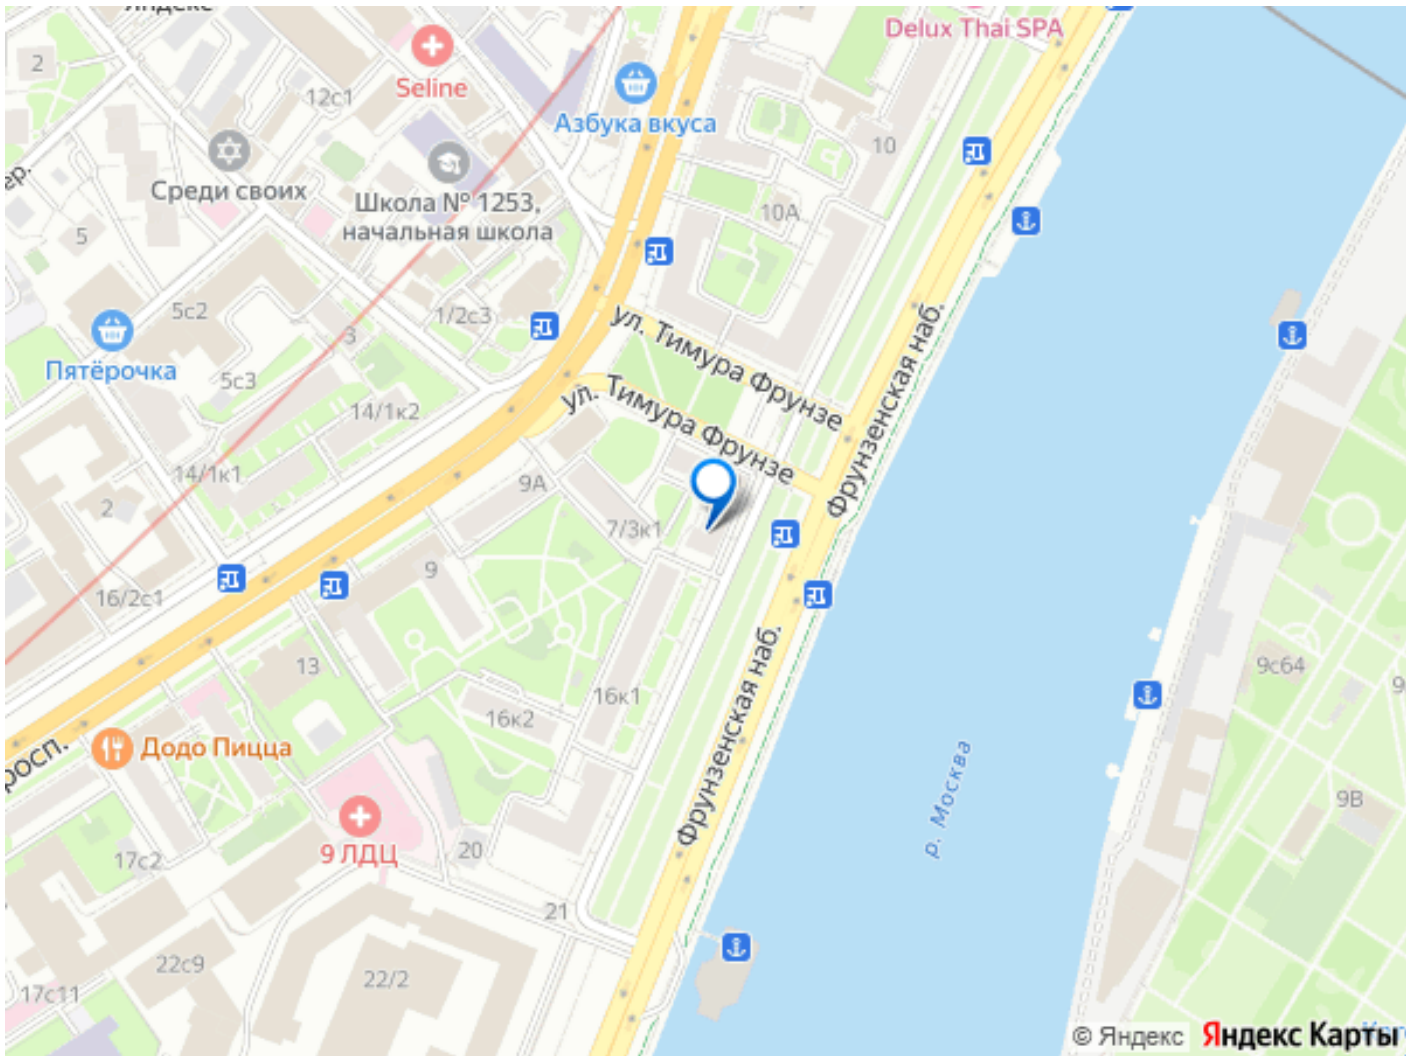 Яндекс
Delux Thai SPA
2
Seline
12с1
Азбука вкуса
10
Среди своих
Школа № 1253,
начальная школа
10А
5
5с2
1/2с3
3
ул. Тимура Фрунзе
Фрунзенская наб.
Пятёрочка
5с3
14/1к2
ул. Тимура Фрунзе
14/1к1
9А
2
7/3к1
9
16/2с1
13
16к1
9с64
9
16к2
Фрунзенская наб.
Додо Пицца
р. Москва
9В
9 ЛДЦ
20
17с2
21
22с9
22/2
17с11
© Яндекс
Яндекс Карты